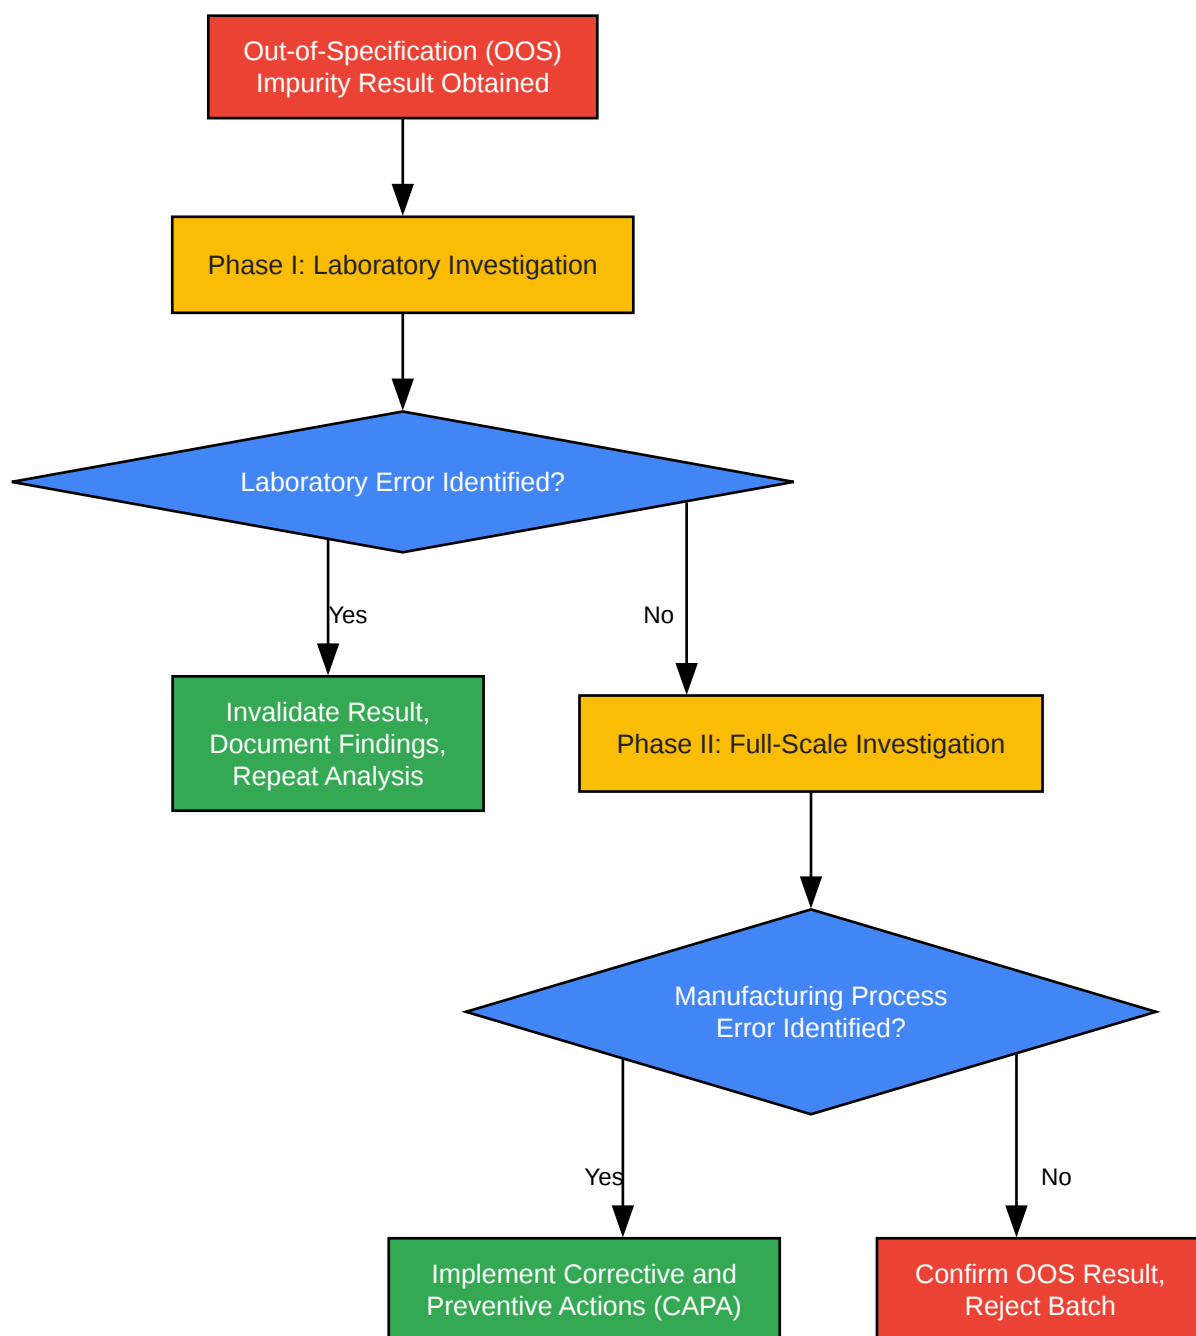 Out-of-Specification (OOS)
Impurity Result Obtained
Phase I: Laboratory Investigation
Laboratory Error Identified?
Yes
No
Invalidate Result,
Document Findings,
Repeat Analysis
Phase II: Full-Scale Investigation
Manufacturing Process
Error Identified?
Yes
No
Implement Corrective and
Preventive Actions (CAPA)
Confirm OOS Result,
Reject Batch